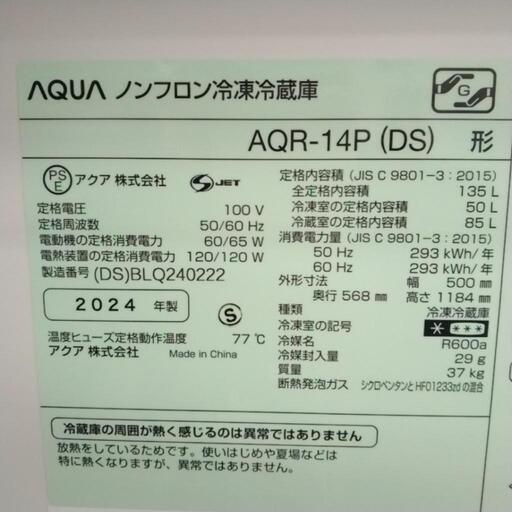 AQUA ノンフロン冷凍冷蔵庫
G
AQR-14P (DS) 形
PS E アクア 株式会社 S JET
定格電圧 100 V
定格周波数 50/60 Hz
電動機の定格消費電力 60/65 W
電熱装置の定格消費電力 120/120 W
製造番号 (DS)BLQ240222
2024 年製
S
温度ヒューズ定格動作温度 77℃
アクア 株式会社 Made in China
定格内容積 (JIS C 9801-3 : 2015)
全定格内容積 135 L
冷凍室の定格内容積 50 L
冷蔵室の定格内容積 85 L
消費電力量 (JIS C 9801-3 : 2015)
50 Hz 293 kWh/年
60 Hz 293 kWh/年
外形寸法 幅 500 mm
奥行 568 mm 高さ 1184 mm
種類 冷凍冷蔵庫
冷凍室の記号
冷媒名 R600a
冷媒封入量 29 g
質量 37 kg
断熱発泡ガス シクロペンタンとHFO1233zdの混合
冷蔵庫の周囲が熱く感じるのは異常ではありません
放熱をしているためです。使いはじめや夏場などは
特に熱くなりますが、異常ではありません。